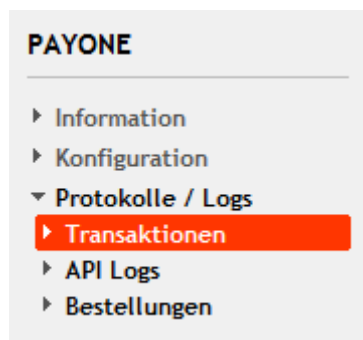 PAYONE
Information
Konfiguration
Protokolle / Logs
Transaktionen
API Logs
Bestellungen